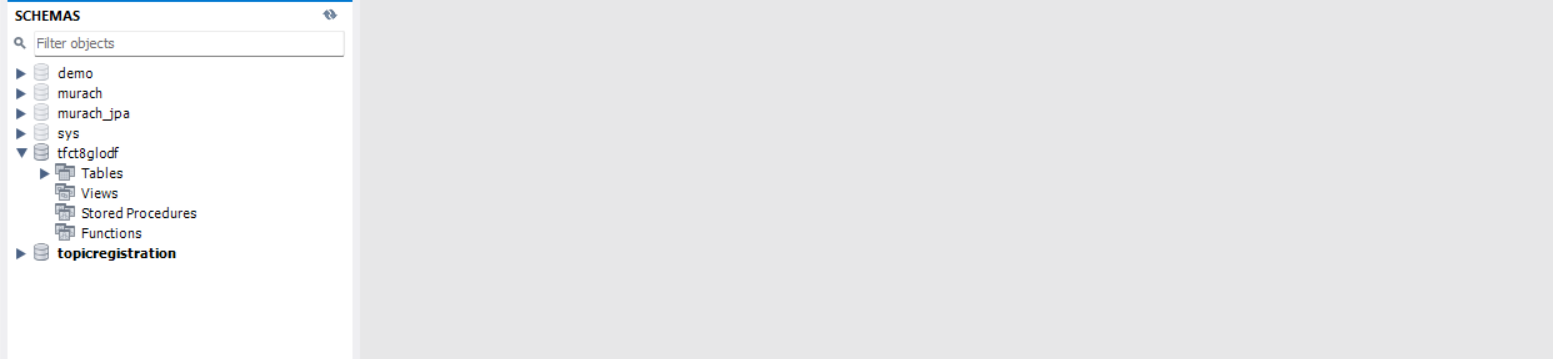 SCHEMAS
Filter objects
demo
murach
murach_jpa
sys
tfct8glodf
Tables
Views
Stored Procedures
Functions
topicregistration